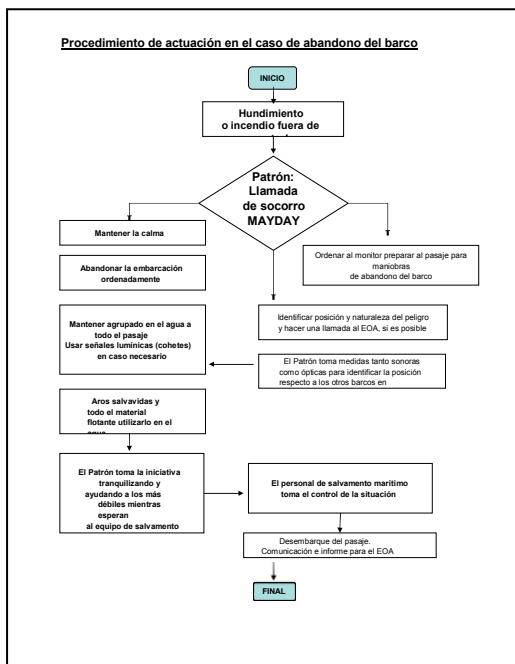 Procedimiento de actuación en el caso de abandono del barco
INICIO
Hundimiento
o incendio fuera de
Patrón:
Llamada
de socorro
MAYDAY
Mantener la calma
Ordenar al monitor preparar al pasaje para
maniobras
de abandono del barco
Abandonar la embarcación
ordenadamente
Identificar posición y naturaleza del peligro
y hacer una llamada al EOA, si es posible
Mantener agrupado en el agua a
todo el pasaje
Usar señales lumínicas (cohetes)
en caso necesario
El Patrón toma medidas tanto sonoras
como ópticas para identificar la posición
respecto a los otros barcos en
Aros salvavidas y
todo el material
flotante utilizarlo en el
El Patrón toma la iniciativa
tranquilizando y
ayudando a los más
débiles mientras
esperan
al equipo de salvamento
El personal de salvamento marítimo
toma el control de la situación
Desembarque del pasaje.
Comunicación e informe para el EOA
FINAL